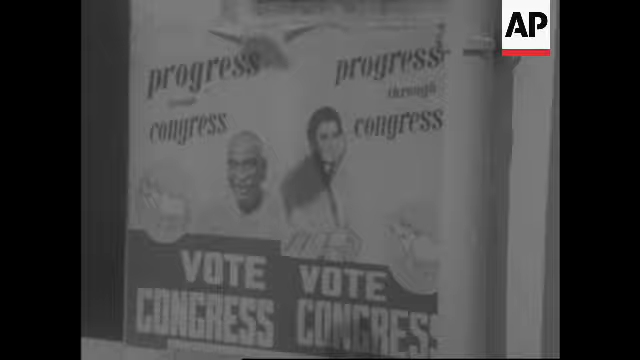 AP
progress
through
congress
VOTE
CONGRESS
progress
through
congress
VOTE
CONGRESS